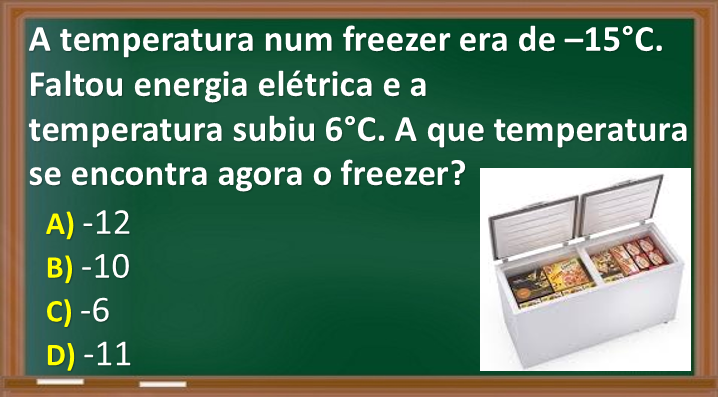 A temperatura num freezer era de –15°C.
Faltou energia elétrica e a
temperatura subiu 6°C. A que temperatura
se encontra agora o freezer?
A) -12
B) -10
C) -6
D) -11